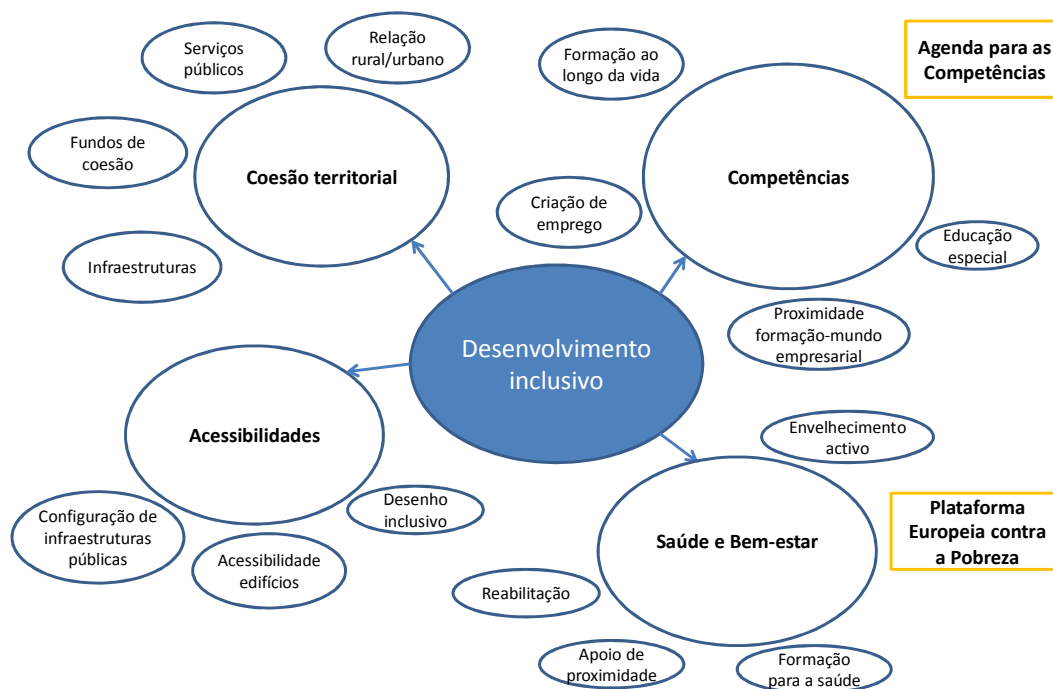 Serviços
públicos
Relação
rural/urbano
Fundos de
coesão
Coesão territorial
Infraestruturas
Formação ao
longo da vida
Agenda para as
Competências
Competências
Criação de
emprego
Educação
especial
Proximidade
formação-mundo
empresarial
Desenvolvimento
inclusivo
Acessibilidades
Desenho
inclusivo
Configuração de
infraestruturas
públicas
Acessibilidade
edifícios
Envelhecimento
activo
Saúde e Bem-estar
Plataforma
Europeia contra
a Pobreza
Reabilitação
Apoio de
proximidade
Formação
para a saúde